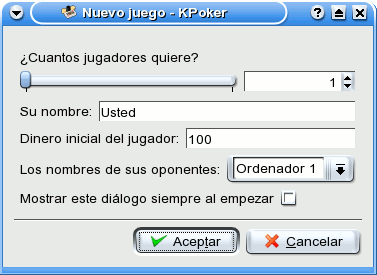 Nuevo juego - KPoker
¿Cuantos jugadores quiere?
1
Su nombre: Usted
Dinero inicial del jugador: 100
Los nombres de sus oponentes: Ordenador 1
Mostrar este diálogo siempre al empezar
Aceptar Cancelar